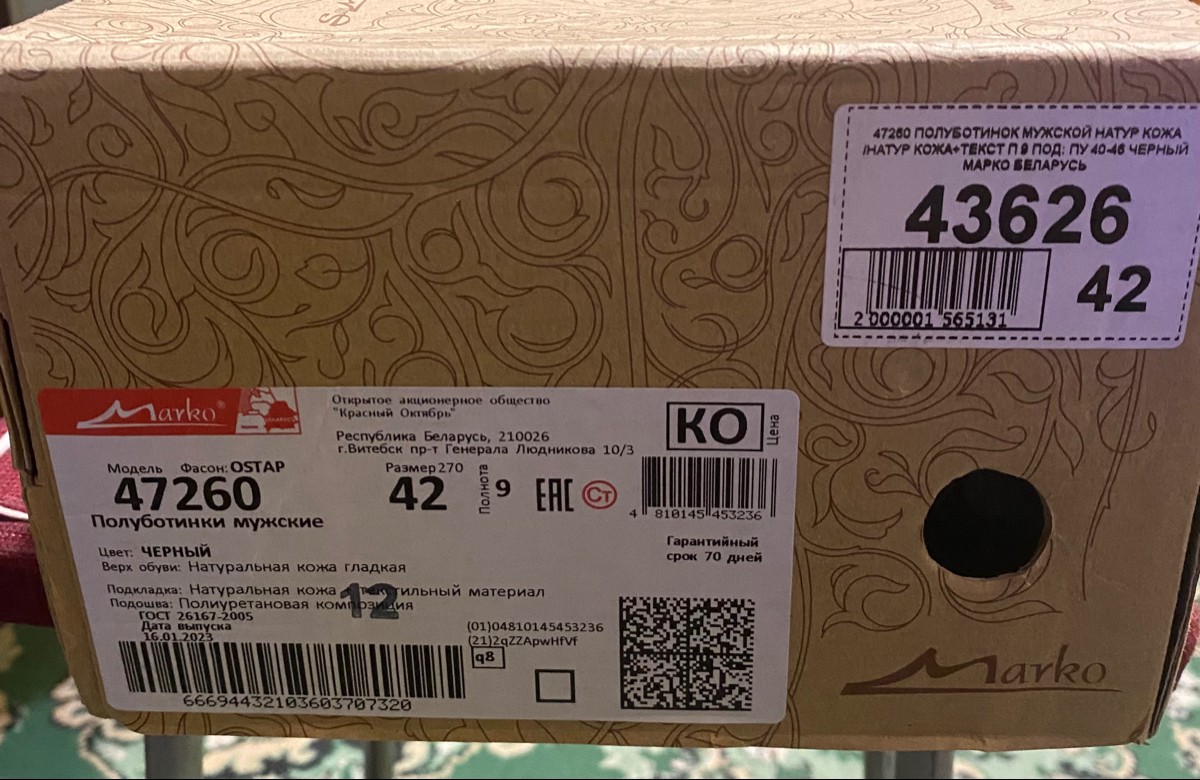 47260 ПОЛУБОТИНОК МУЖСКОЙ НАТУР КОЖА
/НАТУР КОЖА+ТЕКСТ П 9 ПОД: ПУ 40-46 ЧЕРНЫЙ
МАРКО БЕЛАРУСЬ
43626
42
2 000001 565131
Marko
Открытое акционерное общество
"Красный Октябрь"
Республика Беларусь, 210026
г.Витебск пр-т Генерала Людникова 10/3
КО
Цена
Модель Фасон: OSTAP
47260
Размер 270
42
Полнота
9
EAC
Ст
4 810145 453236
Полуботинки мужские
Гарантийный
срок 70 дней
Цвет: ЧЕРНЫЙ
Верх обуви: Натуральная кожа гладкая
Подкладка: Натуральная кожа текстильный материал
Подошва: Полиуретановая композиция
12
ГОСТ 26167-2005
Дата выпуска
16.01.2023
(01)04810145453236
(21)2qZZApwHfVf
q8
66694432103603707320
Marko